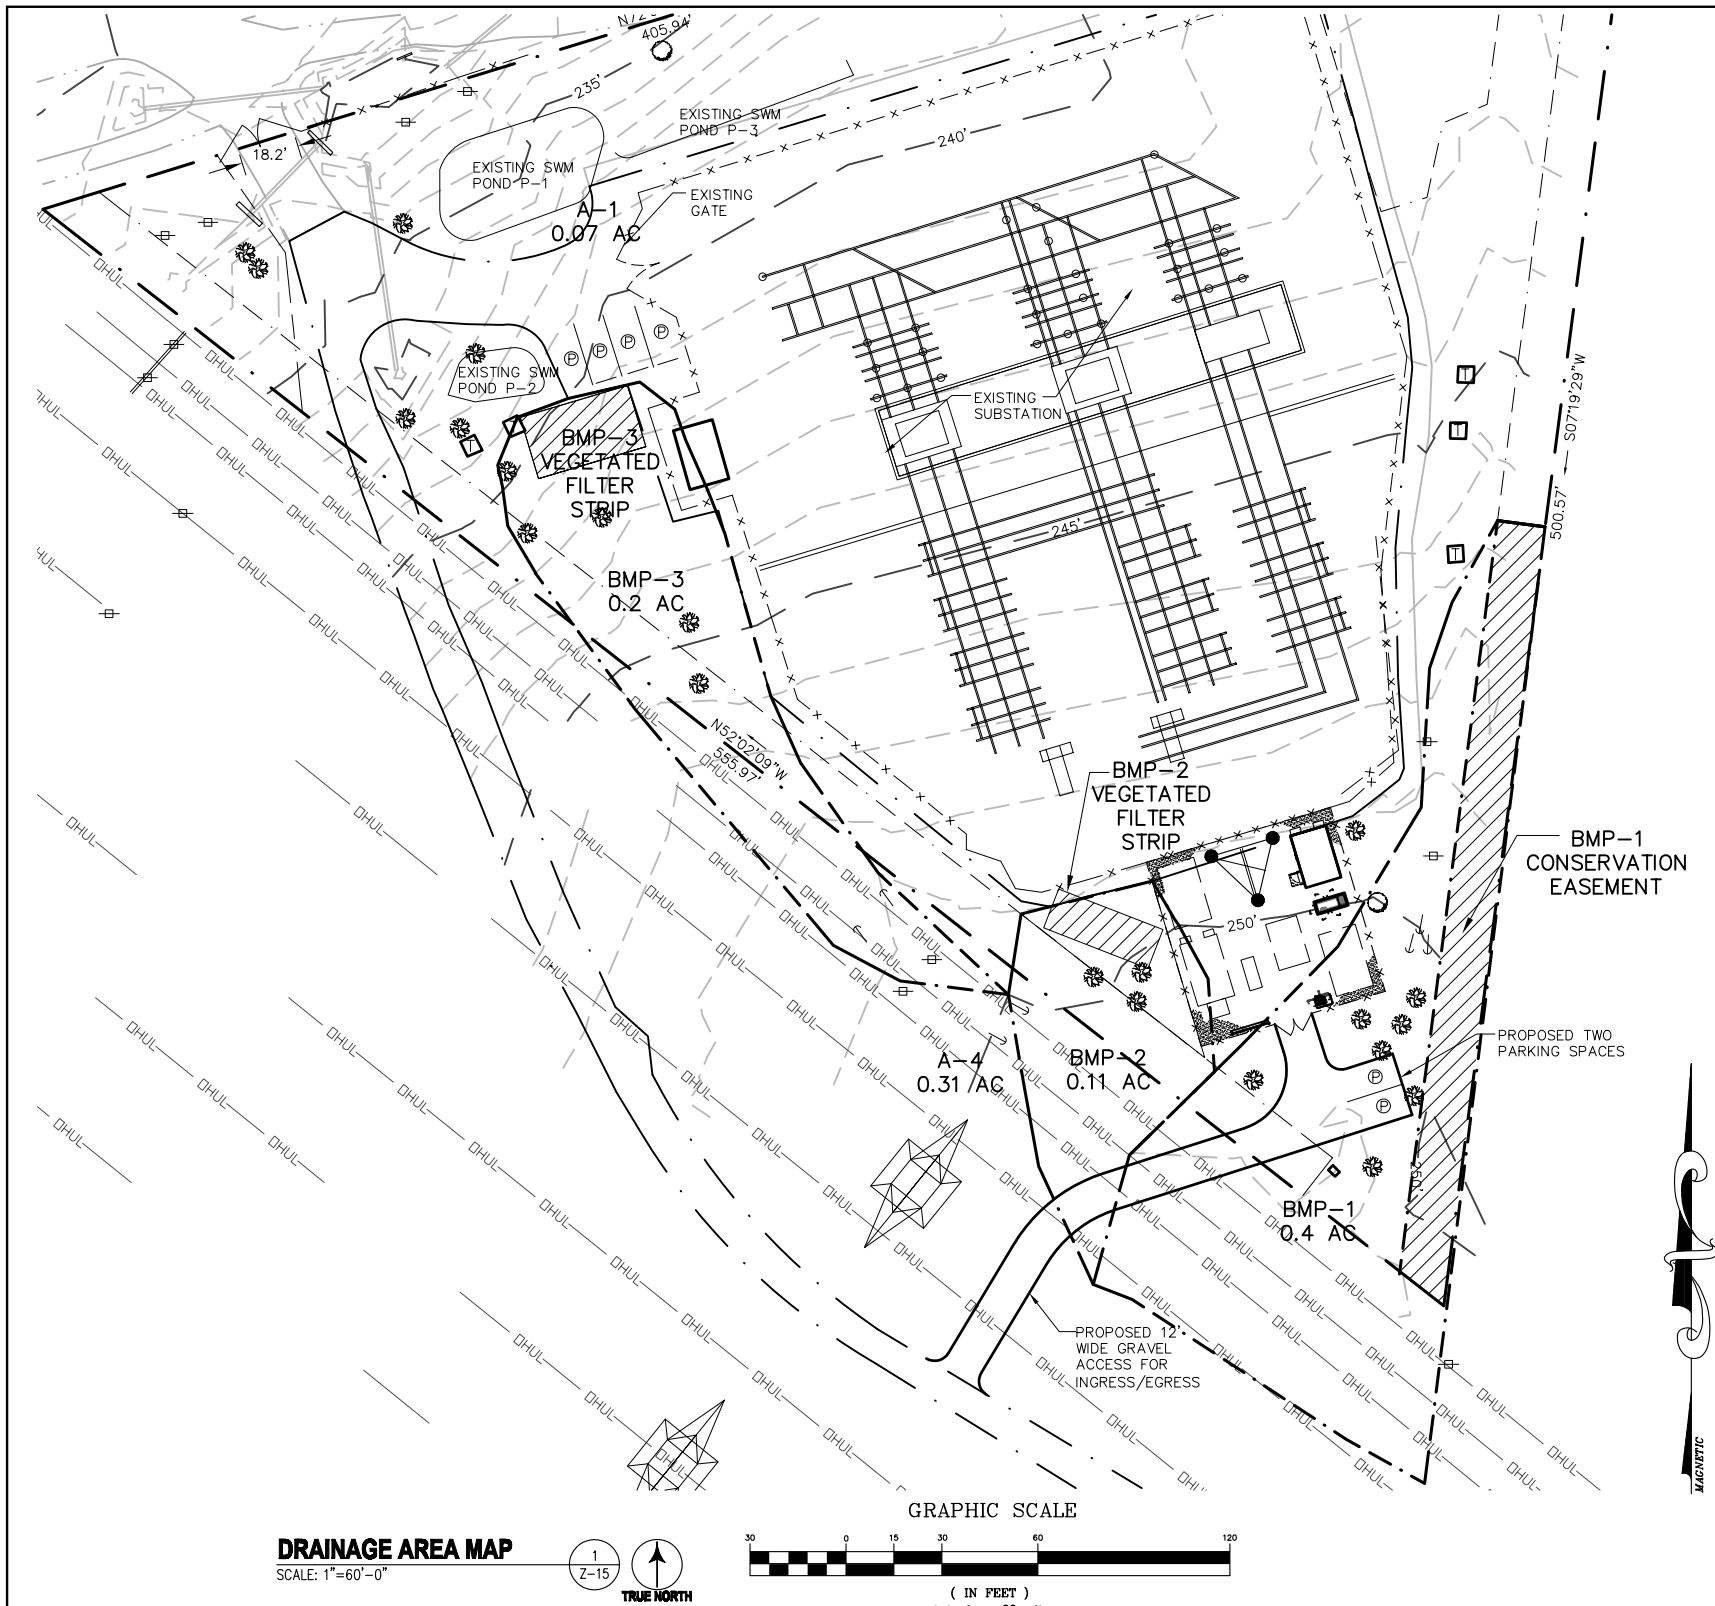 405.94'
235'
EXISTING SWM
POND P-3
240'
18.2'
EXISTING SWM
POND P-1
EXISTING
GATE
A-1
0.07 AC
OHUL
S07°19'29"W
500.57'
EXISTING SWM
POND P-2
EXISTING
SUBSTATION
BMP-3
VEGETATED
FILTER
STRIP
245'
BMP-3
0.2 AC
N52°02'09"W
555.97'
BMP-2
VEGETATED
FILTER
STRIP
BMP-1
CONSERVATION
EASEMENT
250'
PROPOSED TWO
PARKING SPACES
A-4
0.31 AC
BMP-2
0.11 AC
250'
BMP-1
0.4 AC
PROPOSED 12'
WIDE GRAVEL
ACCESS FOR
INGRESS/EGRESS
MAGNETIC
GRAPHIC SCALE
30 0 15 30 60 120
( IN FEET )
DRAINAGE AREA MAP
SCALE: 1"=60'-0"
1
Z-15
TRUE NORTH